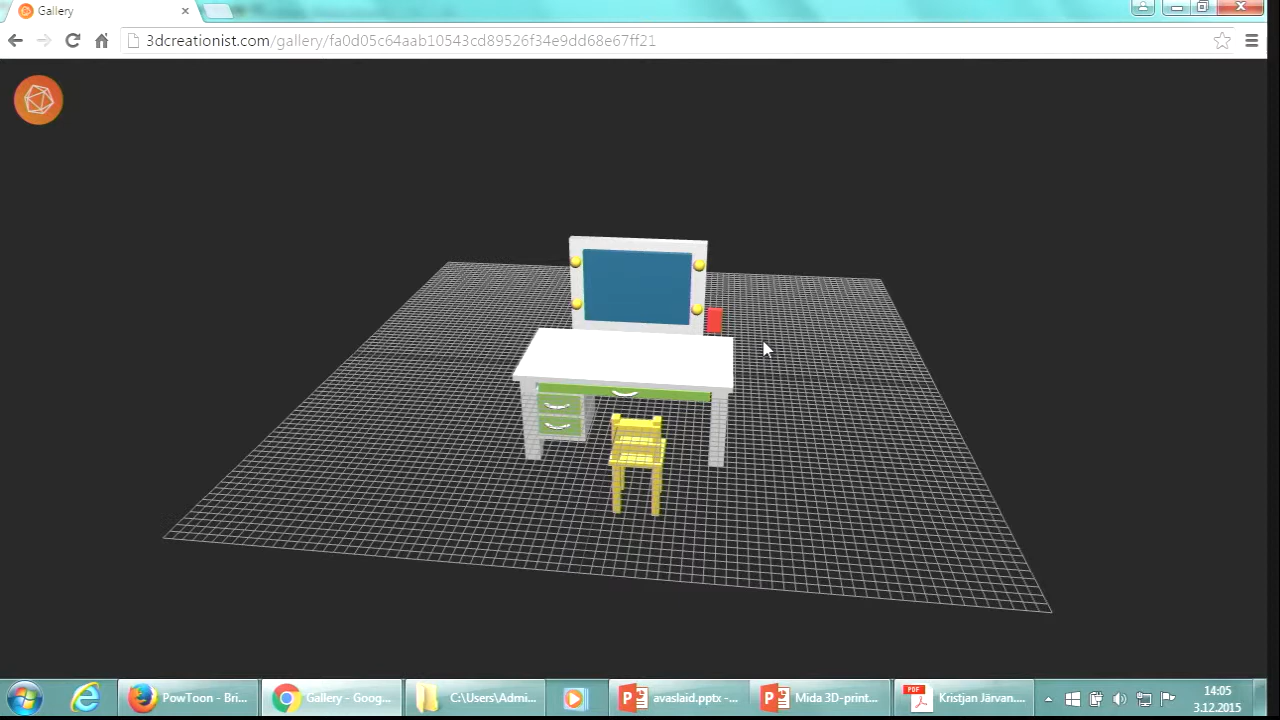 Gallery
3dcreationist.com/gallery/fa0d05c64aab10543cd89526f34e9dd68e67ff21
PowToon - Bri...
Gallery - Goog...
C:\Users\Admi...
avaslaid.pptx -...
Mida 3D-print...
PDF
Kristjan Järvan....
14:05
3.12.2015